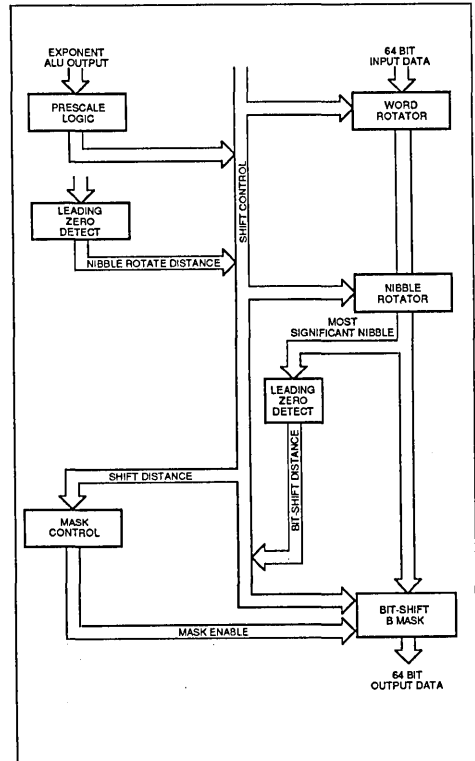 EXPONENT
ALU OUTPUT
64 BIT
INPUT DATA
PRESCALE
LOGIC
WORD
ROTATOR
SHIFT CONTROL
LEADING
ZERO
DETECT
NIBBLE ROTATE DISTANCE
NIBBLE
ROTATOR
MOST
SIGNIFICANT NIBBLE
LEADING
ZERO
DETECT
BIT-SHIFT DISTANCE
SHIFT DISTANCE
MASK
CONTROL
BIT-SHIFT
B MASK
MASK ENABLE
64 BIT
OUTPUT DATA